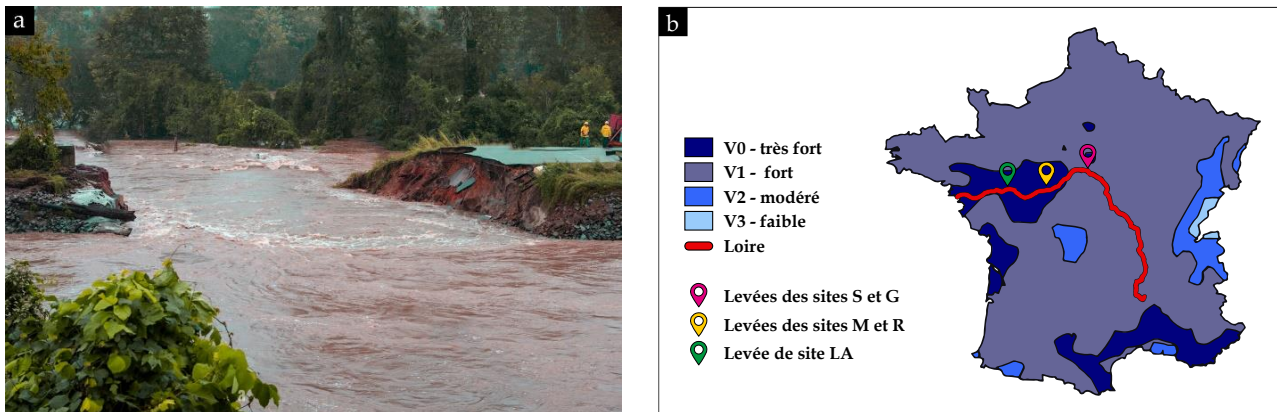 a
b
V0 - très fort
V1 - fort
V2 - modéré
V3 - faible
Loire
Levées des sites S et G
Levées des sites M et R
Levée de site LA